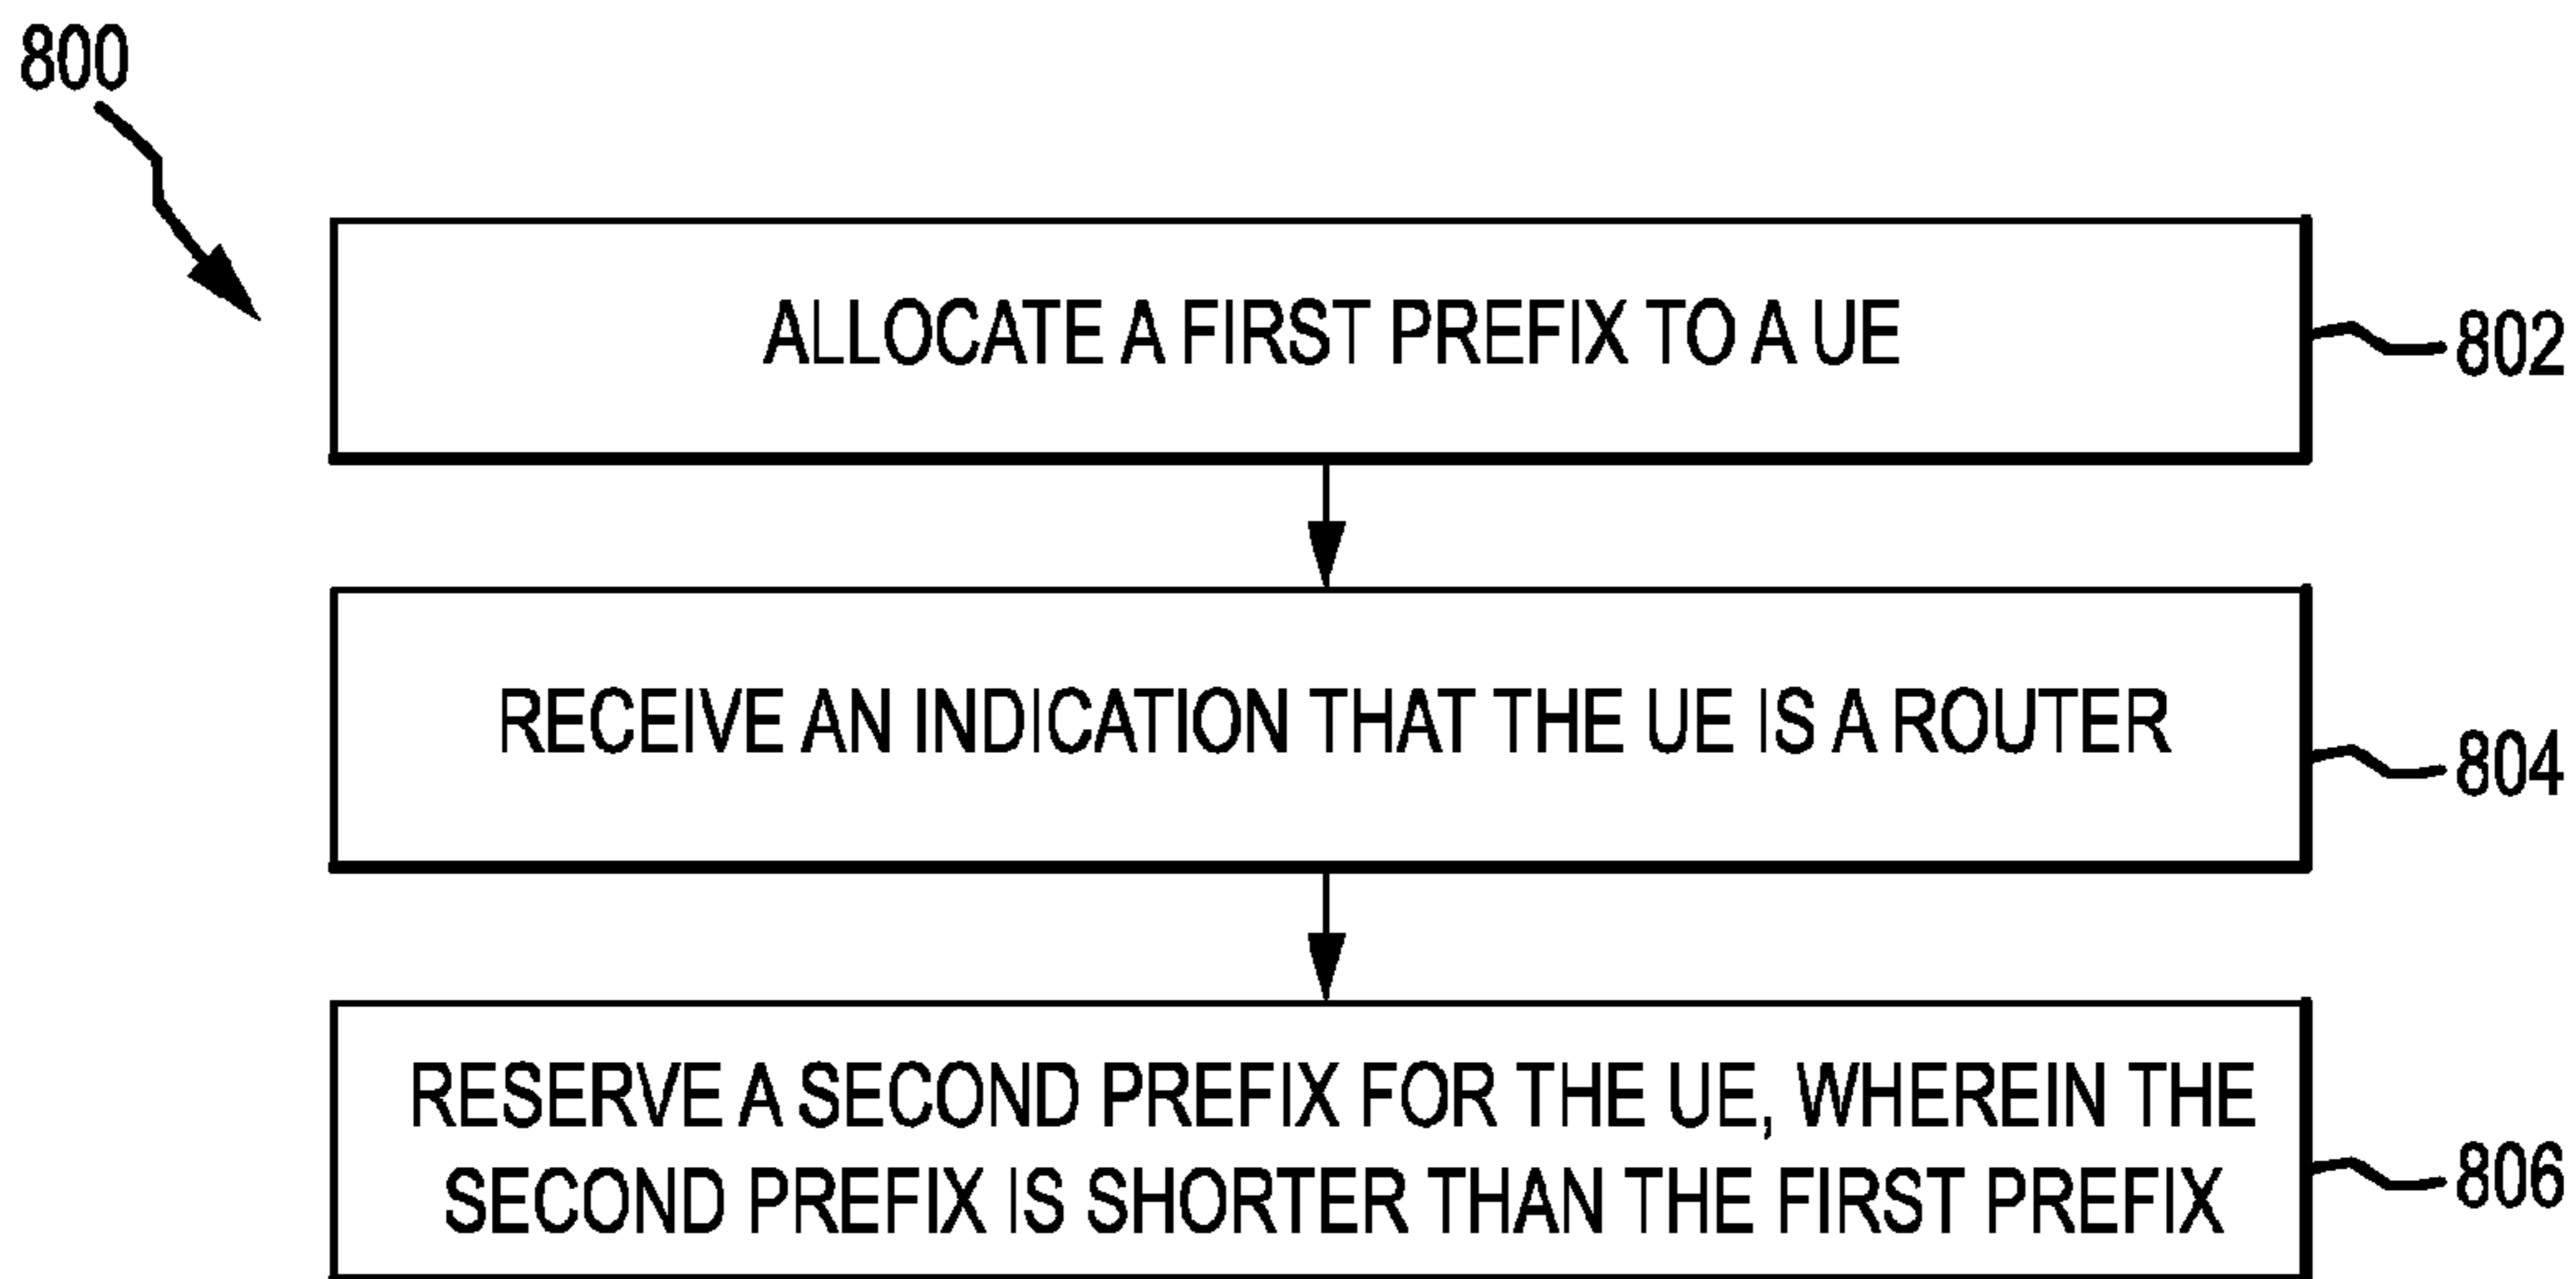 800
ALLOCATE A FIRST PREFIX TO A UE
802
RECEIVE AN INDICATION THAT THE UE IS A ROUTER
804
RESERVE A SECOND PREFIX FOR THE UE, WHEREIN THE
SECOND PREFIX IS SHORTER THAN THE FIRST PREFIX
806